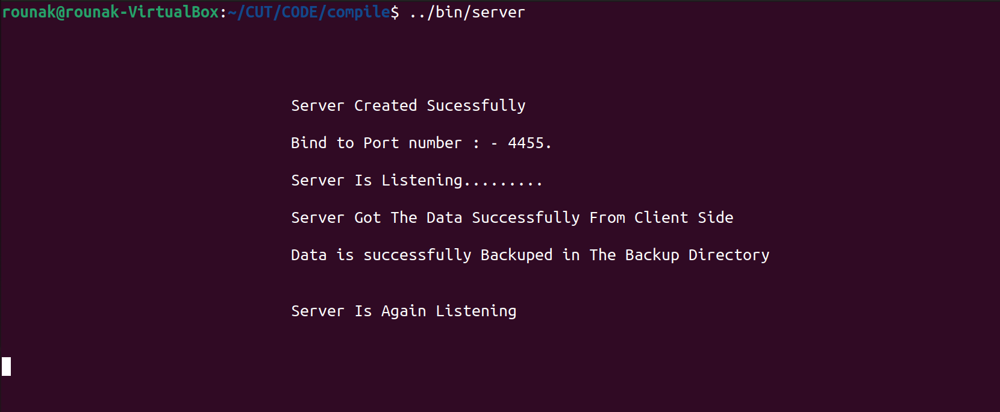 rounak@rounak-VirtualBox:~/CUT/CODE/compile$ ../bin/server
Server Created Sucessfully
Bind to Port number : - 4455.
Server Is Listening.........
Server Got The Data Successfully From Client Side
Data is successfully Backuped in The Backup Directory
Server Is Again Listening